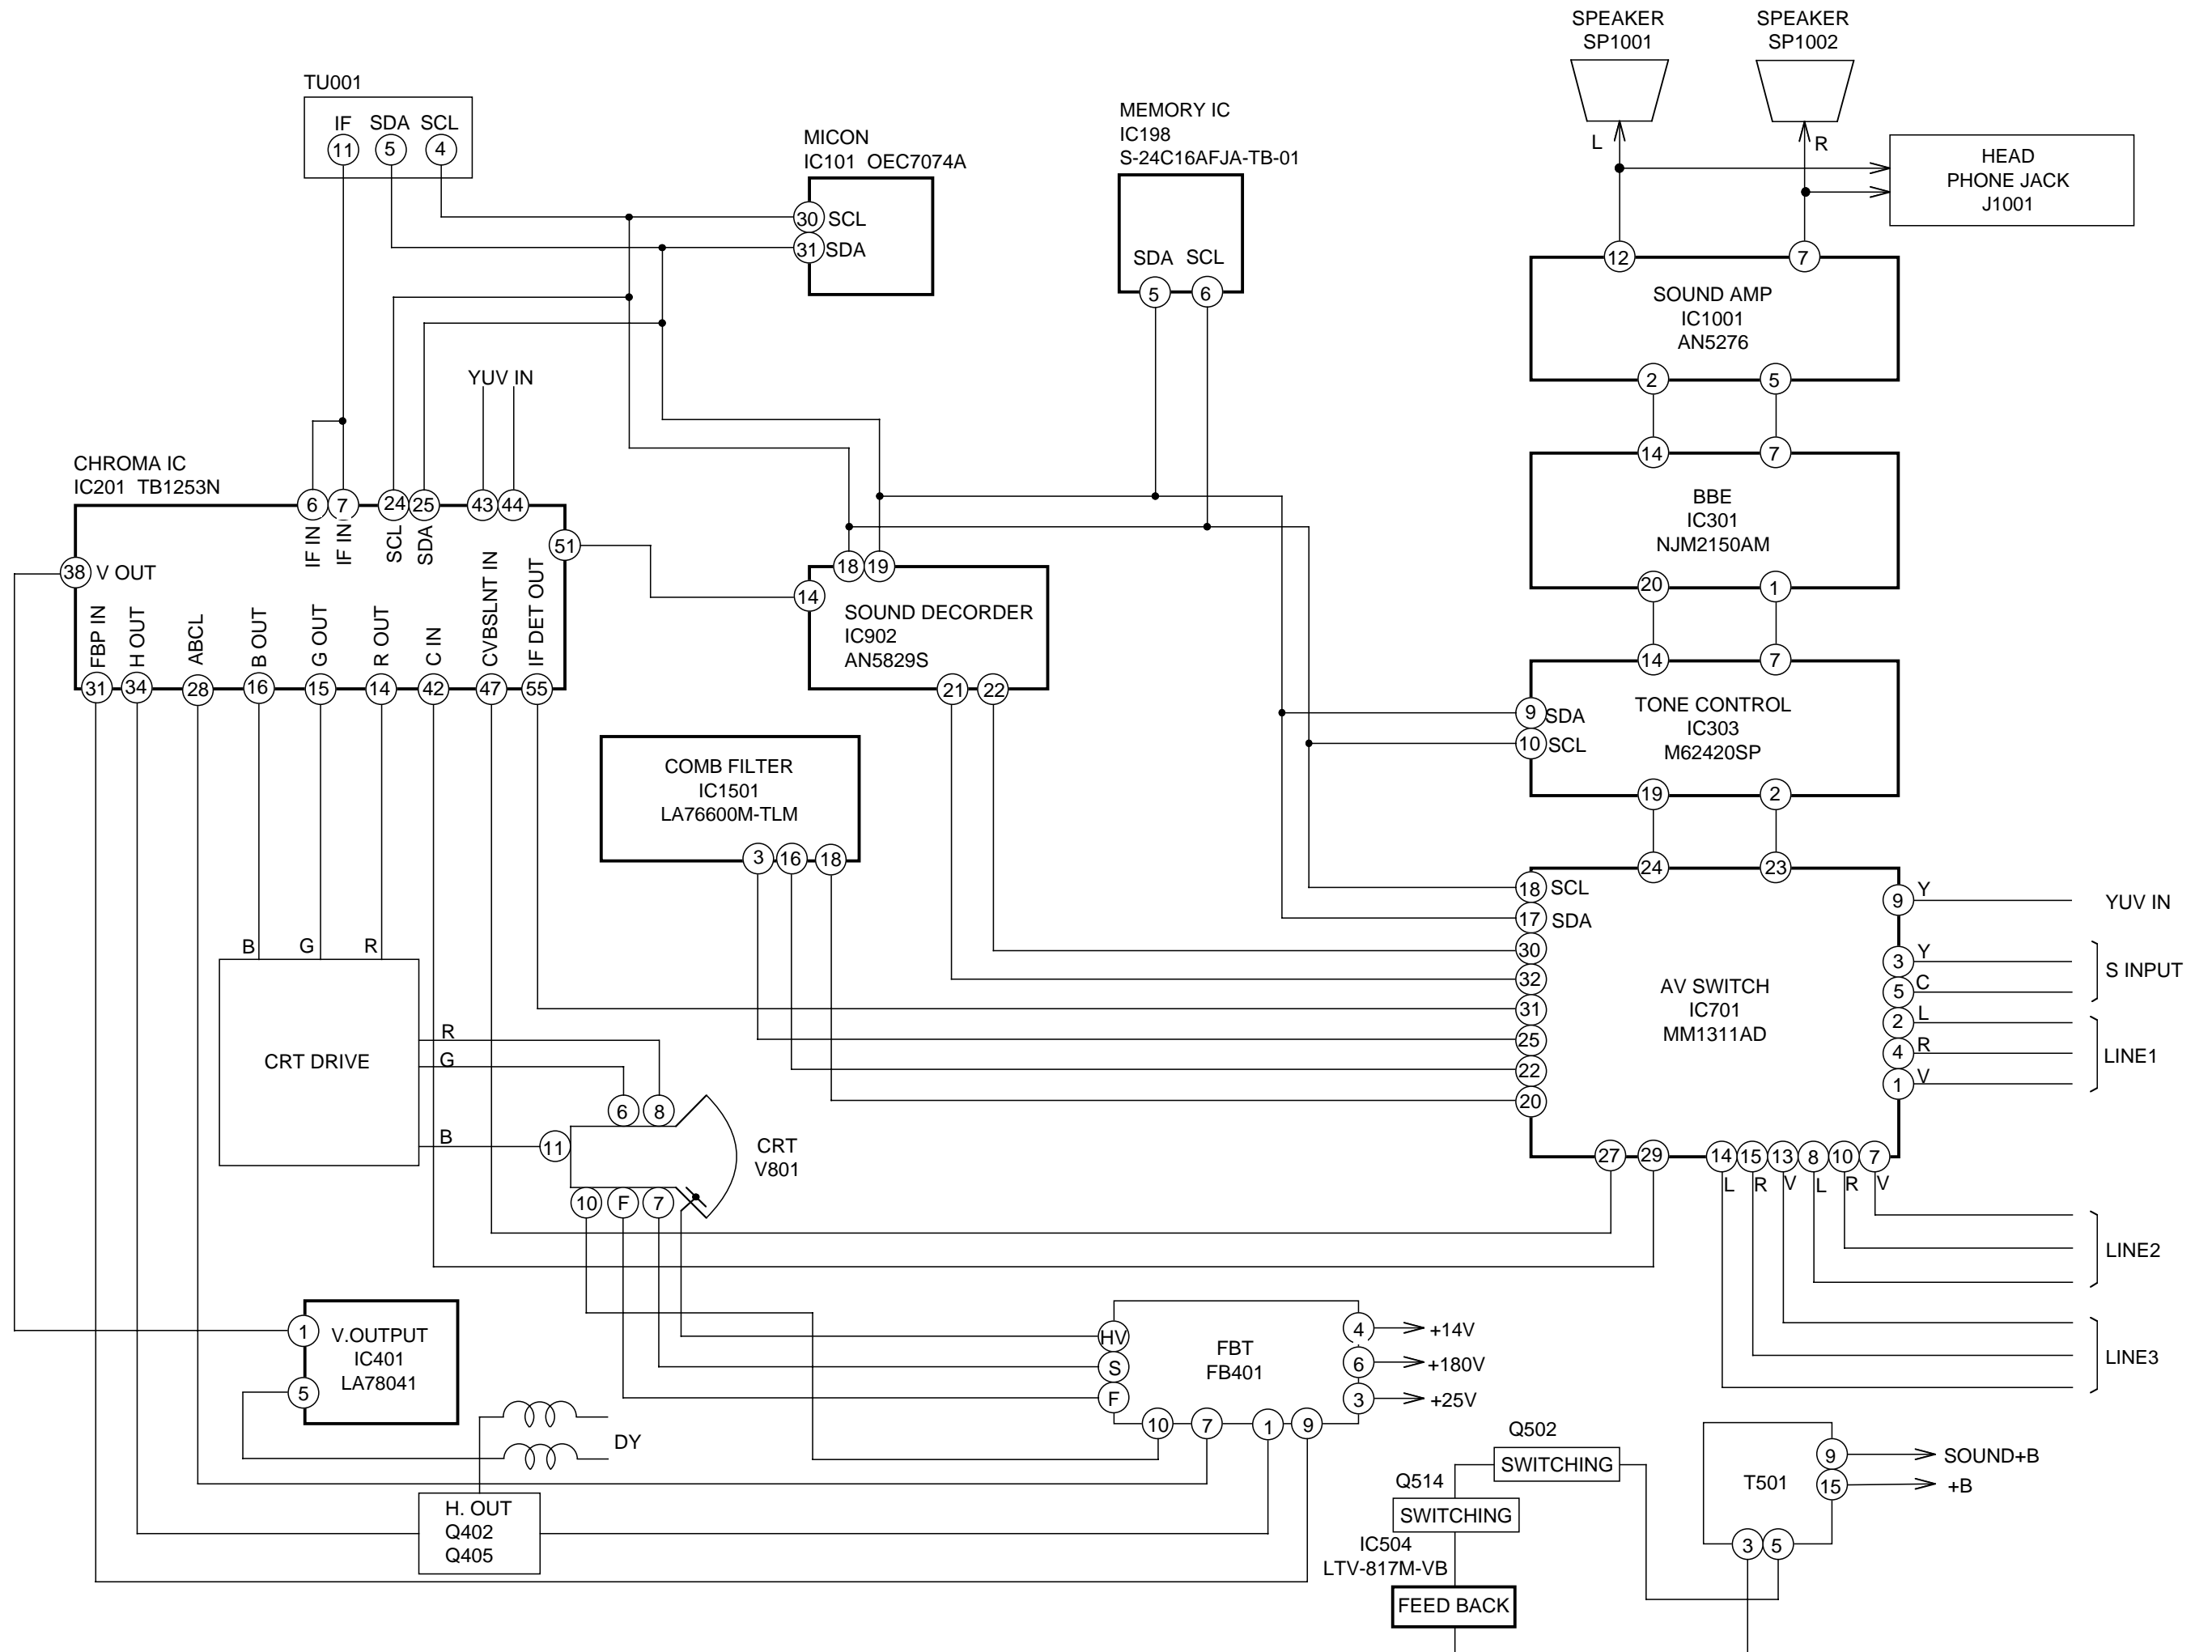 SPEAKER
SP1001
SPEAKER
SP1002
L
R
HEAD
PHONE JACK
J1001
TU001
IF SDA SCL
11 5 4
MICON
IC101 OEC7074A
30 SCL
31 SDA
MEMORY IC
IC198
S-24C16AFJA-TB-01
SDA SCL
5 6
12 7
SOUND AMP
IC1001
AN5276
2 5
14 7
BBE
IC301
NJM2150AM
20 1
14 7
9 SDA
10 SCL
TONE CONTROL
IC303
M62420SP
19 2
YUV IN
CHROMA IC
IC201 TB1253N
6 7 24 25 43 44
IF IN
IF IN
SCL
SDA
51
38 V OUT
FBP IN
H OUT
ABCL
B OUT
G OUT
R OUT
C IN
CVBSLNT IN
IF DET OUT
31 34 28 16 15 14 42 47 55
18 19
14
SOUND DECORDER
IC902
AN5829S
21 22
COMB FILTER
IC1501
LA76600M-TLM
3 16 18
24 23
18 SCL
17 SDA
30
32
31
25
22
20
AV SWITCH
IC701
MM1311AD
9 Y
YUV IN
3 Y
5 C
S INPUT
2 L
4 R
1 V
LINE1
27 29 14 15 13 8 10 7
L R V L R V
LINE2
LINE3
B G R
CRT DRIVE
R
G
B
6 8
11
CRT
V801
10 F 7
1
5
V.OUTPUT
IC401
LA78041
DY
H. OUT
Q402
Q405
HV
S
F
FBT
FB401
4 +14V
6 +180V
3 +25V
10 7 1 9
Q502
SWITCHING
Q514
SWITCHING
IC504
LTV-817M-VB
FEED BACK
T501
9 SOUND+B
15 +B
3 5